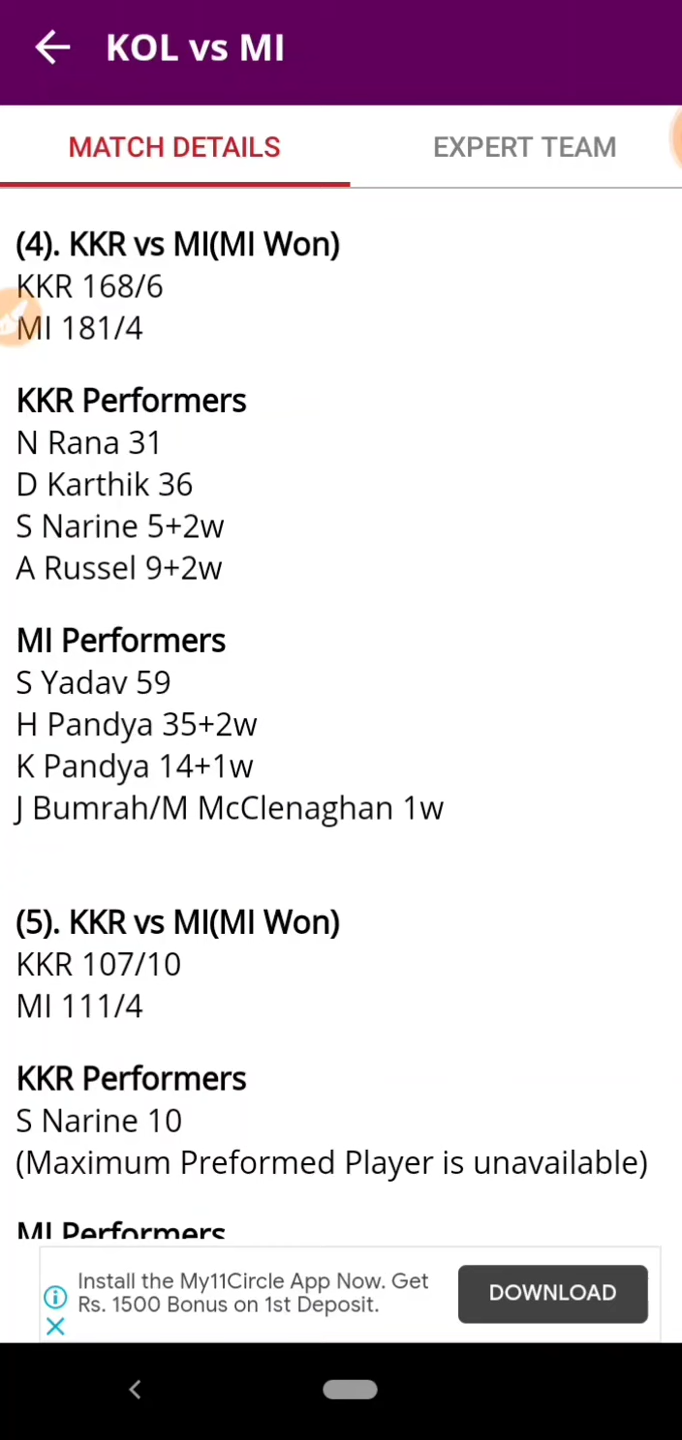 KOL vs MI
MATCH DETAILS
EXPERT TEAM
(4). KKR vs MI(MI Won)
KKR 168/6
MI 181/4
KKR Performers
N Rana 31
D Karthik 36
S Narine 5+2w
A Russel 9+2w
MI Performers
S Yadav 59
H Pandya 35+2w
K Pandya 14+1w
J Bumrah/M McClenaghan 1w
(5). KKR vs MI(MI Won)
KKR 107/10
MI 111/4
KKR Performers
S Narine 10
(Maximum Preformed Player is unavailable)
MI Performers
Install the My11Circle App Now. Get
Rs. 1500 Bonus on 1st Deposit.
DOWNLOAD